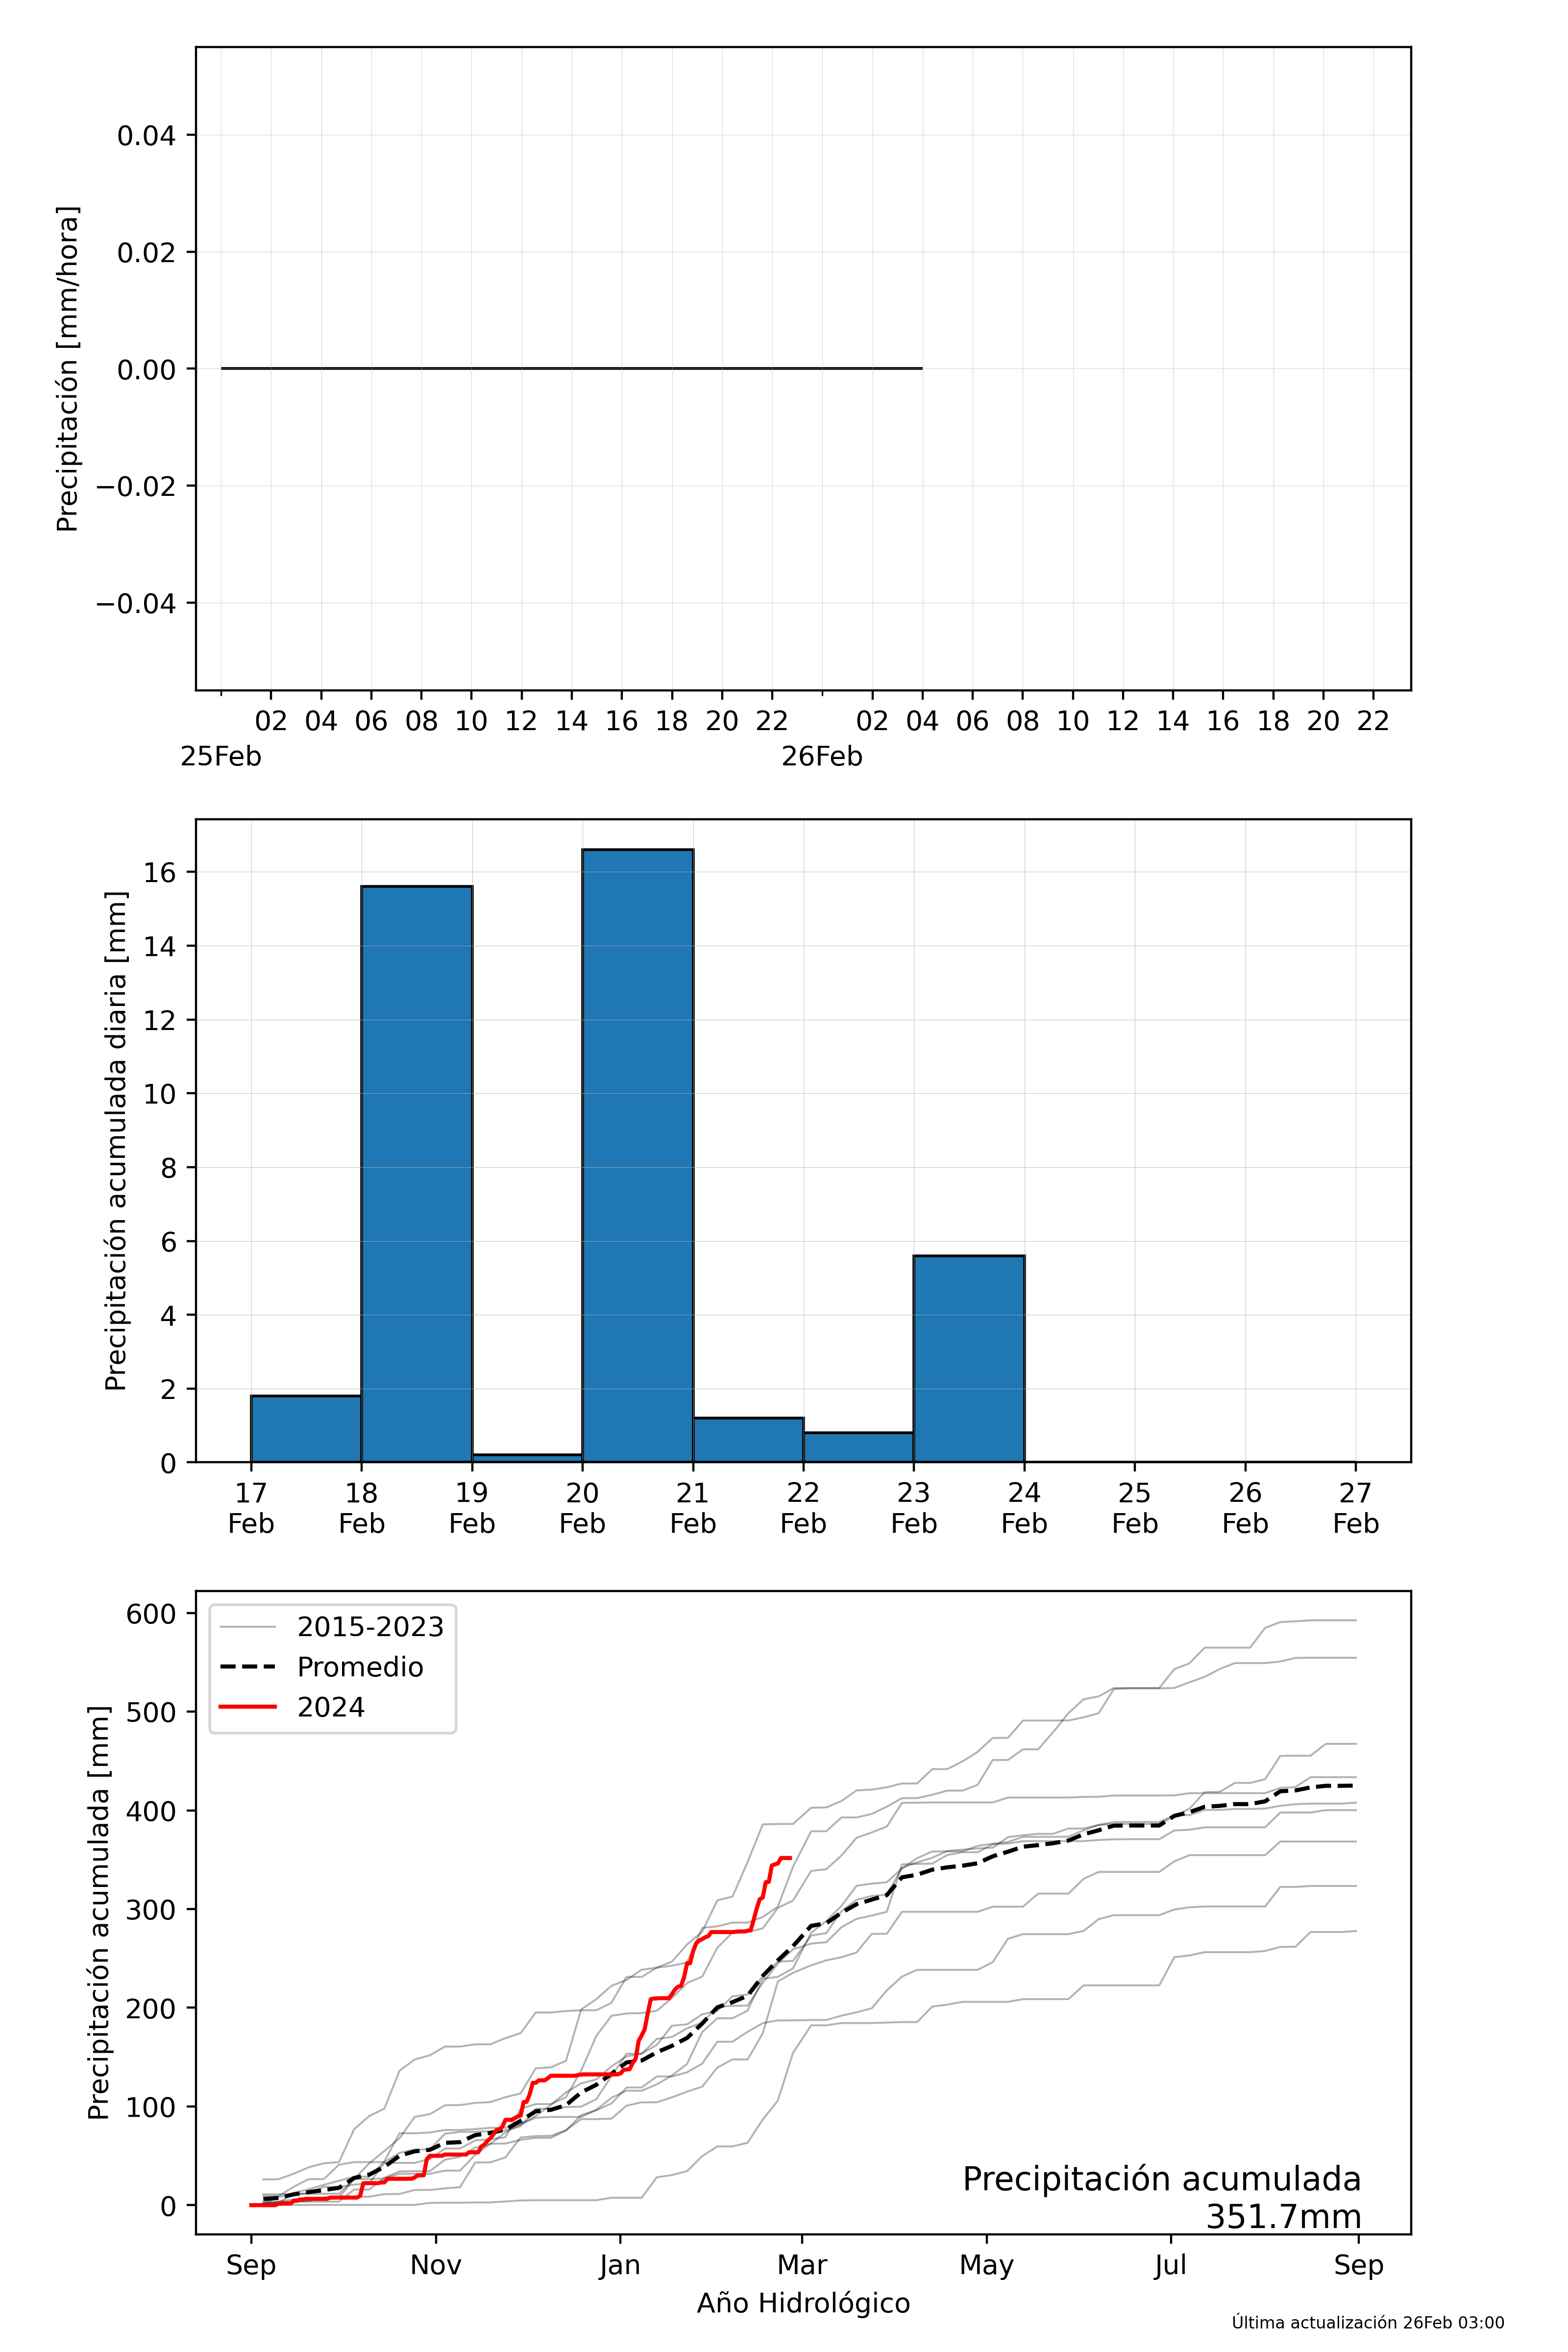 Precipitación [mm/hora]
0.04
0.02
0.00
−0.02
−0.04
02 04 06 08 10 12 14 16 18 20 22 02 04 06 08 10 12 14 16 18 20 22
25Feb 26Feb
Precipitación acumulada diaria [mm]
16
14
12
10
8
6
4
2
0
17 18 19 20 21 22 23 24 25 26 27
Feb Feb Feb Feb Feb Feb Feb Feb Feb Feb Feb
Precipitación acumulada [mm]
600
500
400
300
200
100
0
2015-2023
Promedio
2024
Precipitación acumulada
351.7mm
Sep Nov Jan Mar May Jul Sep
Año Hidrológico
Última actualización 26Feb 03:00